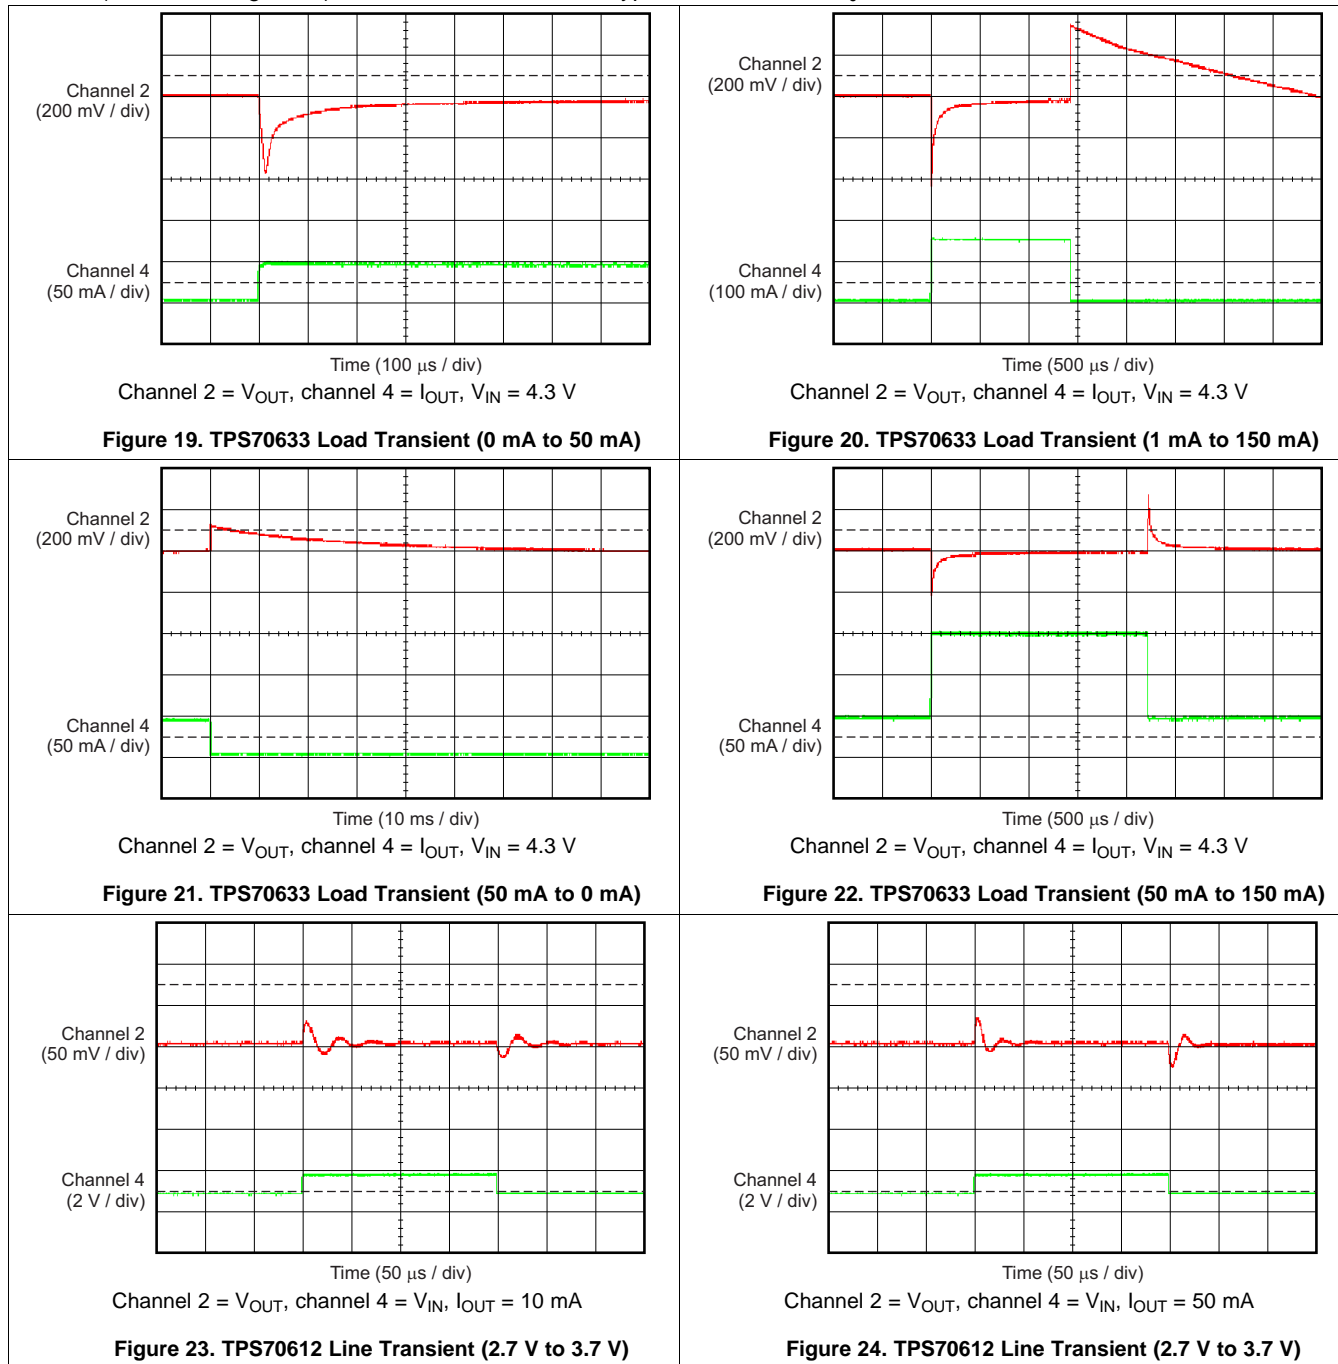 Channel 2
(200 mV / div)
Channel 4
(50 mA / div)
Time (100 µs / div)
Channel 2 = VOUT, channel 4 = IOUT, VIN = 4.3 V
Figure 19. TPS70633 Load Transient (0 mA to 50 mA)
Channel 2
(200 mV / div)
Channel 4
(100 mA / div)
Time (500 µs / div)
Channel 2 = VOUT, channel 4 = IOUT, VIN = 4.3 V
Figure 20. TPS70633 Load Transient (1 mA to 150 mA)
Channel 2
(200 mV / div)
Channel 4
(50 mA / div)
Time (10 ms / div)
Channel 2 = VOUT, channel 4 = IOUT, VIN = 4.3 V
Figure 21. TPS70633 Load Transient (50 mA to 0 mA)
Channel 2
(200 mV / div)
Channel 4
(50 mA / div)
Time (500 µs / div)
Channel 2 = VOUT, channel 4 = IOUT, VIN = 4.3 V
Figure 22. TPS70633 Load Transient (50 mA to 150 mA)
Channel 2
(50 mV / div)
Channel 4
(2 V / div)
Time (50 µs / div)
Channel 2 = VOUT, channel 4 = VIN, IOUT = 10 mA
Figure 23. TPS70612 Line Transient (2.7 V to 3.7 V)
Channel 2
(50 mV / div)
Channel 4
(2 V / div)
Time (50 µs / div)
Channel 2 = VOUT, channel 4 = VIN, IOUT = 50 mA
Figure 24. TPS70612 Line Transient (2.7 V to 3.7 V)